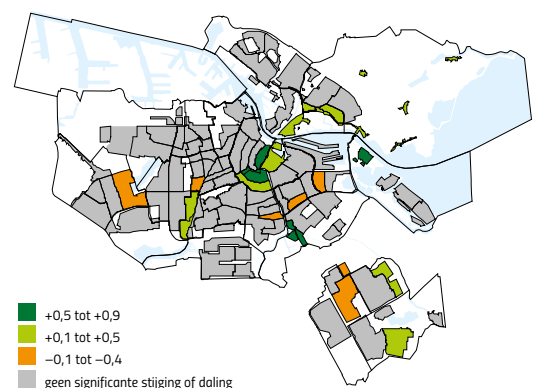 +0,5 tot +0,9
+0,1 tot +0,5
−0,1 tot −0,4
geen significante stijging of daling